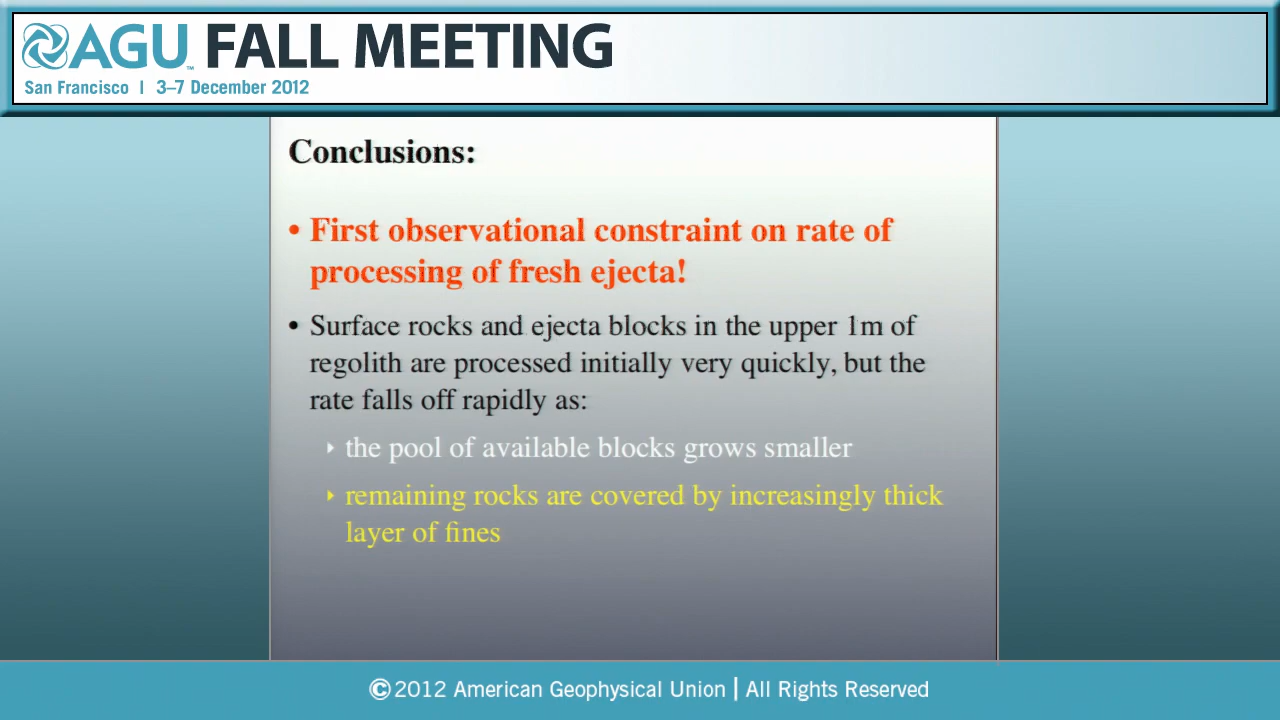 AGU™ FALL MEETING
San Francisco | 3–7 December 2012
Conclusions:
• First observational constraint on rate of
processing of fresh ejecta!
• Surface rocks and ejecta blocks in the upper 1m of
regolith are processed initially very quickly, but the
rate falls off rapidly as:
‣ the pool of available blocks grows smaller
‣ remaining rocks are covered by increasingly thick
layer of fines
©2012 American Geophysical Union | All Rights Reserved